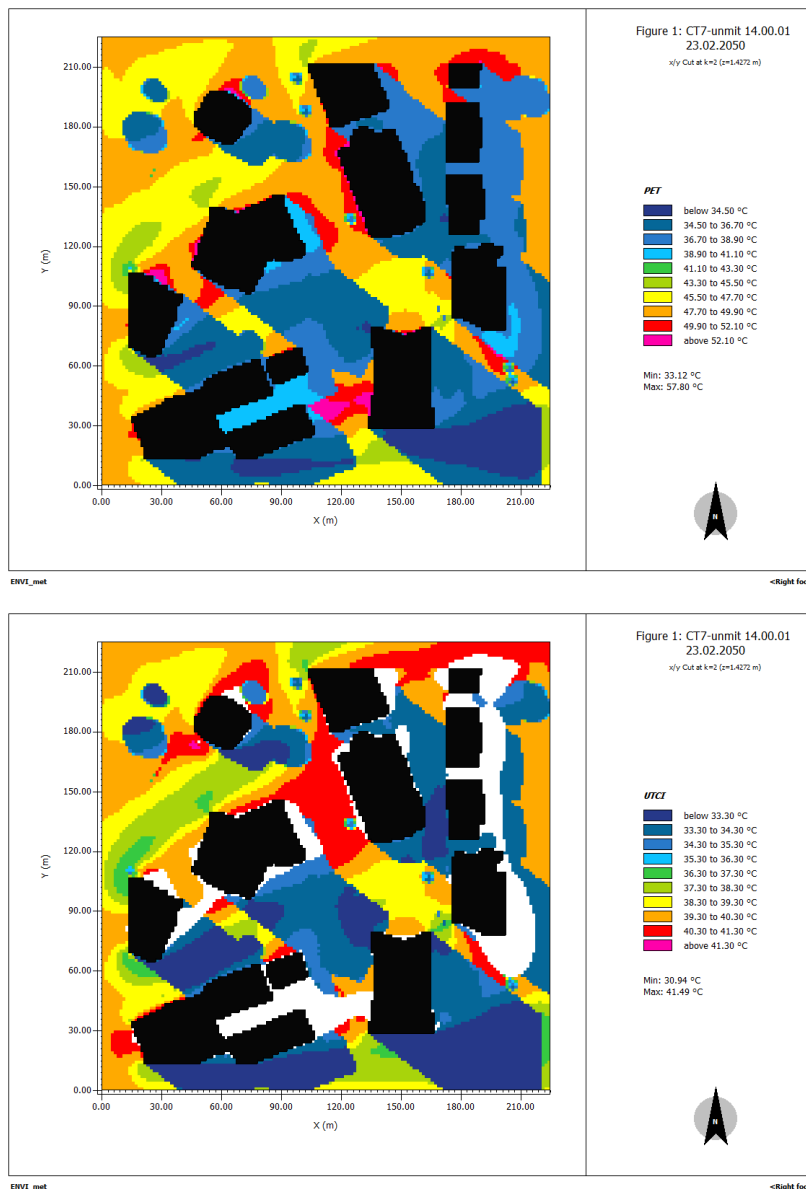 Figure 1: CT7-unmit 14.00.01
23.02.2050
x/y Cut at k=2 (z=1.4272 m)
210.00
180.00
150.00
120.00
90.00
60.00
30.00
0.00
Y (m)
0.00 30.00 60.00 90.00 120.00 150.00 180.00 210.00
X (m)
PET
below 34.50 °C
34.50 to 36.70 °C
36.70 to 38.90 °C
38.90 to 41.10 °C
41.10 to 43.30 °C
43.30 to 45.50 °C
45.50 to 47.70 °C
47.70 to 49.90 °C
49.90 to 52.10 °C
above 52.10 °C
Min: 33.12 °C
Max: 57.80 °C
N
ENVI_met
<Right foo
Figure 1: CT7-unmit 14.00.01
23.02.2050
x/y Cut at k=2 (z=1.4272 m)
210.00
180.00
150.00
120.00
90.00
60.00
30.00
0.00
Y (m)
0.00 30.00 60.00 90.00 120.00 150.00 180.00 210.00
X (m)
UTCI
below 33.30 °C
33.30 to 34.30 °C
34.30 to 35.30 °C
35.30 to 36.30 °C
36.30 to 37.30 °C
37.30 to 38.30 °C
38.30 to 39.30 °C
39.30 to 40.30 °C
40.30 to 41.30 °C
above 41.30 °C
Min: 30.94 °C
Max: 41.49 °C
N
ENVI_met
<Right foo